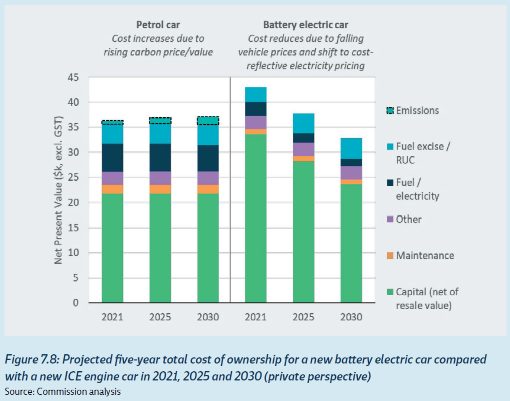 Petrol car
Cost increases due to
rising carbon price/value
Battery electric car
Cost reduces due to falling
vehicle prices and shift to cost-
reflective electricity pricing
Net Present Value ($k, excl. GST)
45
40
35
30
25
20
15
10
5
0
2021
2025
2030
2021
2025
2030
Emissions
Fuel excise /
RUC
Fuel /
electricity
Other
Maintenance
Capital (net of
resale value)
Figure 7.8: Projected five-year total cost of ownership for a new battery electric car compared
with a new ICE engine car in 2021, 2025 and 2030 (private perspective)
Source: Commission analysis